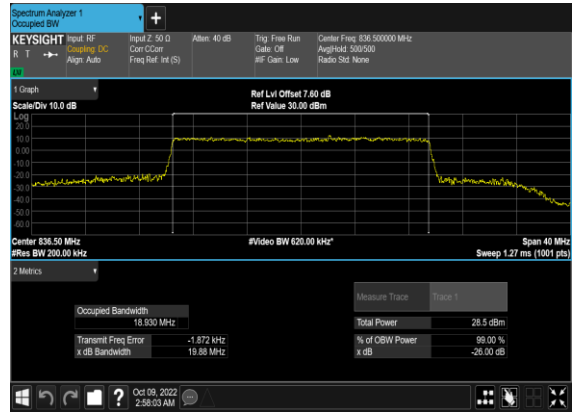 Spectrum Analyzer 1
Occupied BW
+
KEYSIGHT Input: RF Input Z: 50 Ω Atten: 40 dB Trig: Free Run Center Freq: 836.500000 MHz
R T Coupling: DC Corr CCorr Gate: Off Avg|Hold: 500/500
Align: Auto Freq Ref: Int (S) #IF Gain: Low Radio Std: None
1 Graph
Ref Lvl Offset 7.60 dB
Scale/Div 10.0 dB Ref Value 30.00 dBm
Log
20.0
10.0
0.00
-10.0
-20.0
-30.0
-40.0
-50.0
-60.0
Center 836.50 MHz #Video BW 620.00 kHz* Span 40 MHz
#Res BW 200.00 kHz Sweep 1.27 ms (1001 pts)
2 Metrics
Measure Trace Trace 1
Occupied Bandwidth
18.930 MHz Total Power 28.5 dBm
Transmit Freq Error -1.872 kHz % of OBW Power 99.00 %
x dB Bandwidth 19.88 MHz x dB -26.00 dB
? Oct 09, 2022
2:58:03 AM